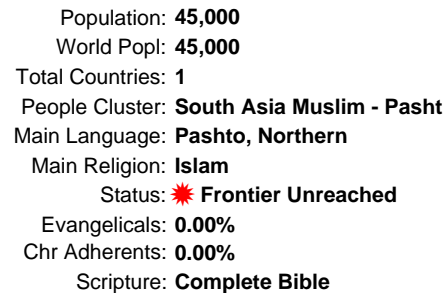 Population: 45,000
World Popl: 45,000
Total Countries: 1
People Cluster: South Asia Muslim - Pasht
Main Language: Pashto, Northern
Main Religion: Islam
Status: Frontier Unreached
Evangelicals: 0.00%
Chr Adherents: 0.00%
Scripture: Complete Bible